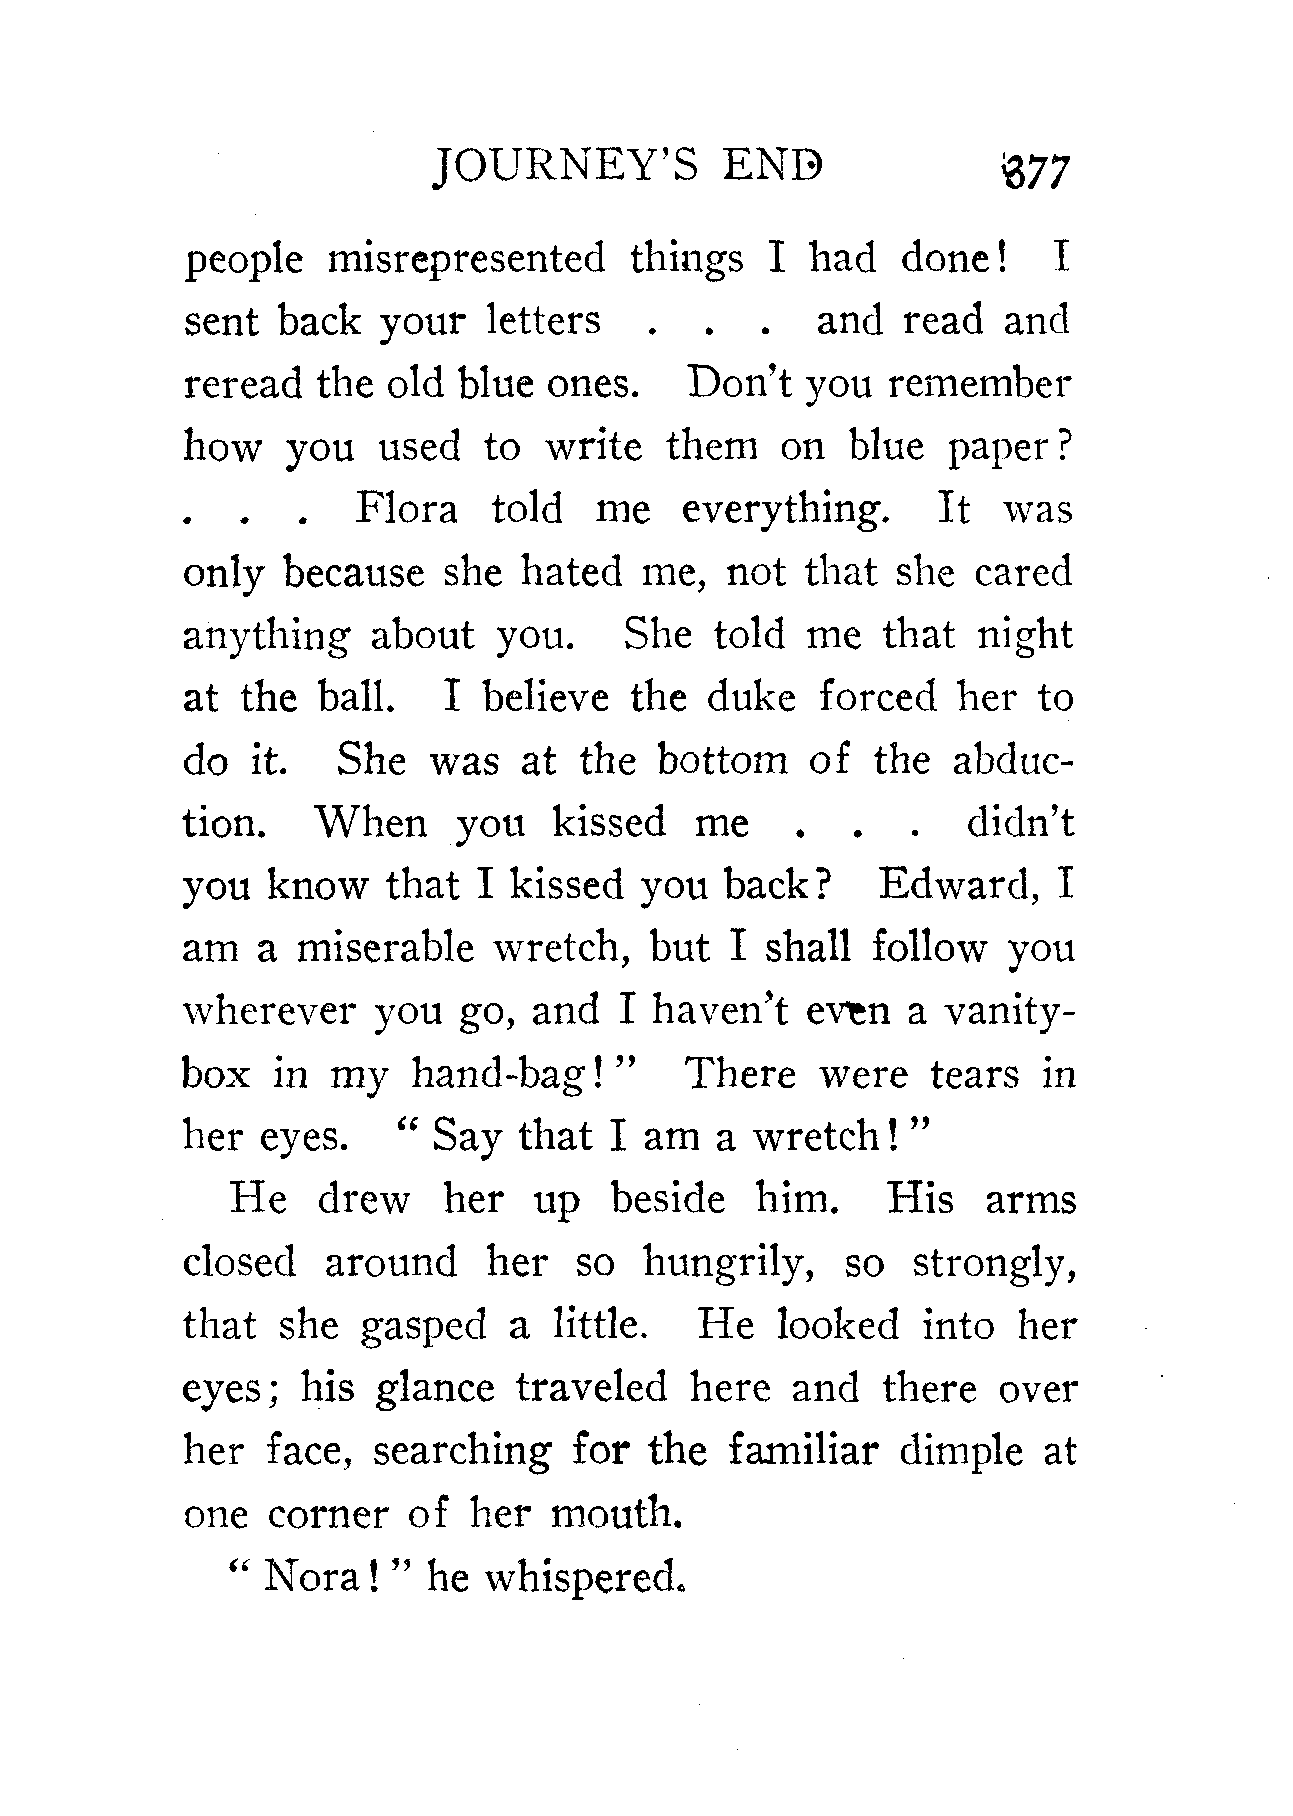 JOURNEY'S END 377
people misrepresented things I had done! I
sent back your letters . . . and read and
reread the old blue ones. Don't you remember
how you used to write them on blue paper?
. . . Flora told me everything. It was
only because she hated me, not that she cared
anything about you. She told me that night
at the ball. I believe the duke forced her to
do it. She was at the bottom of the abduc-
tion. When you kissed me . . . didn't
you know that I kissed you back? Edward, I
am a miserable wretch, but I shall follow you
wherever you go, and I haven't even a vanity-
box in my hand-bag!" There were tears in
her eyes. "Say that I am a wretch!"
He drew her up beside him. His arms
closed around her so hungrily, so strongly,
that she gasped a little. He looked into her
eyes; his glance traveled here and there over
her face, searching for the familiar dimple at
one corner of her mouth.
"Nora!" he whispered.